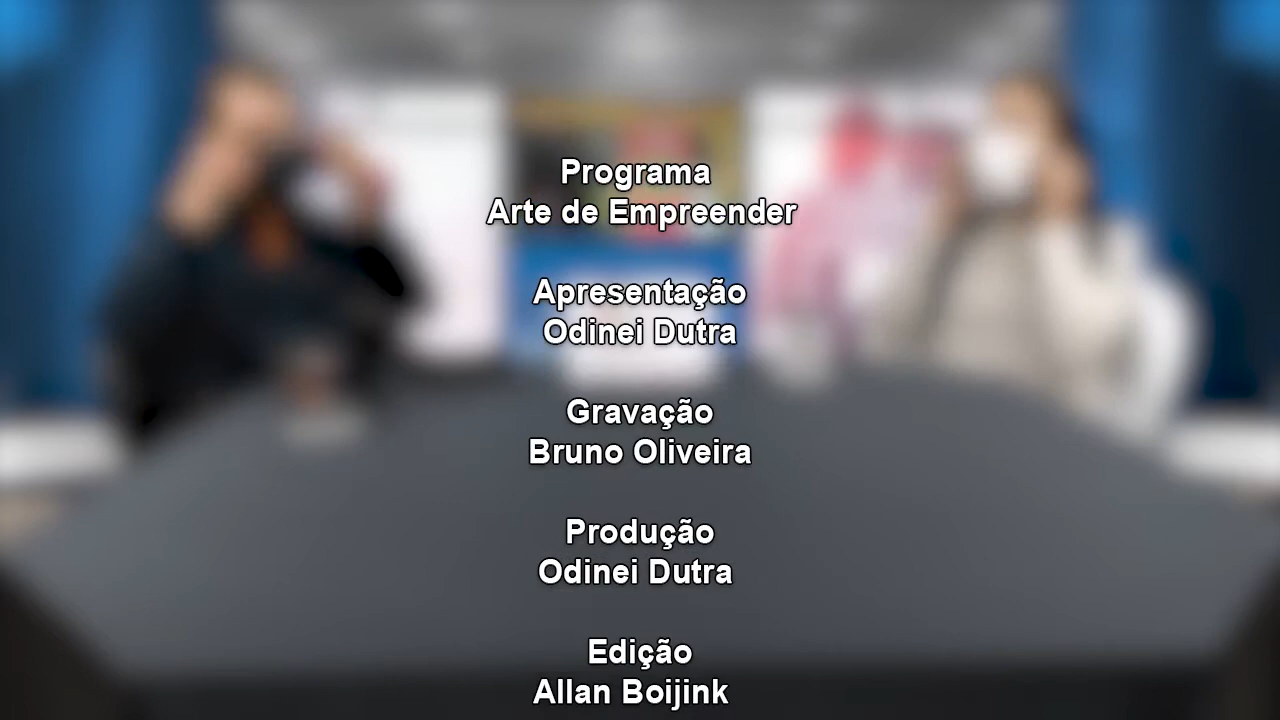 Programa
Arte de Empreender
Apresentação
Odinei Dutra
Gravação
Bruno Oliveira
Produção
Odinei Dutra
Edição
Allan Boijink